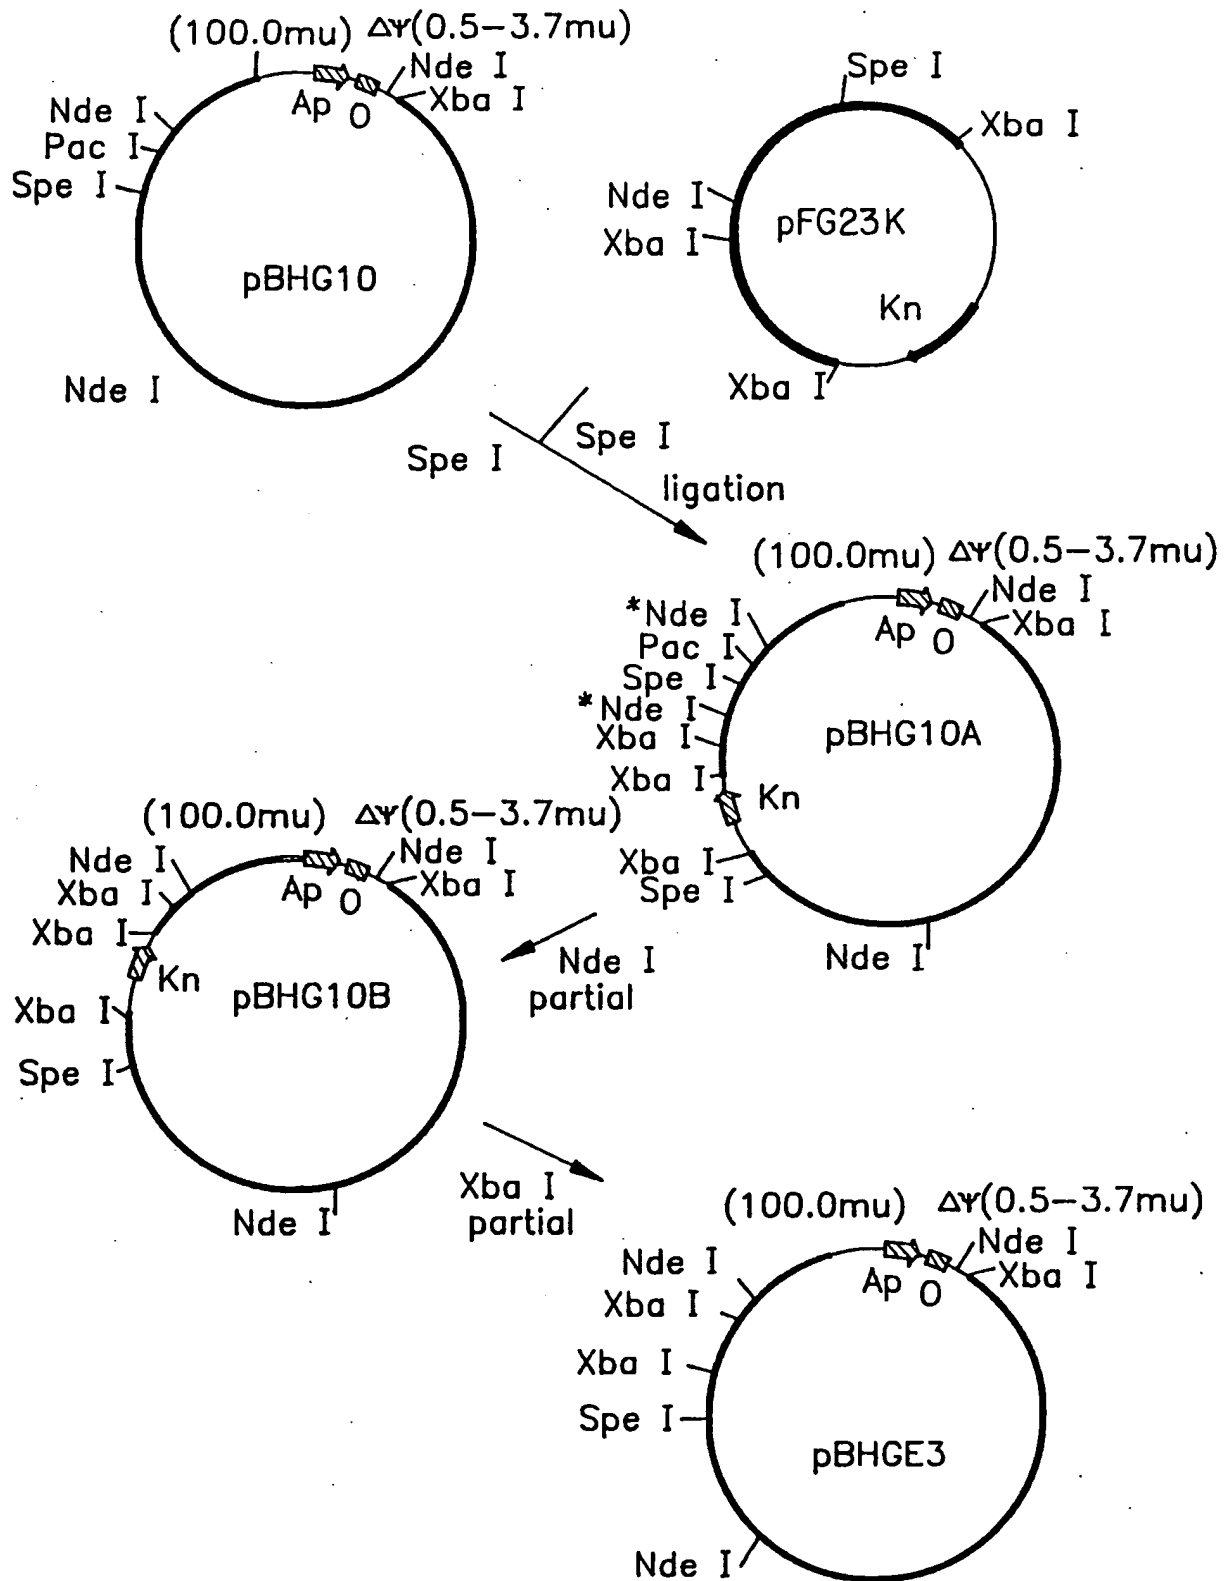 (100.0mu) ΔΨ(0.5–3.7mu)
Nde I
Xba I
Ap O
Nde I
Pac I
Spe I
pBHG10
Nde I
Spe I
Xba I
Nde I
Xba I
pFG23K
Kn
Xba I
Spe I
Spe I
ligation
(100.0mu) ΔΨ(0.5–3.7mu)
Nde I
Xba I
Ap O
*Nde I
Pac I
Spe I
*Nde I
Xba I
Xba I
Kn
pBHG10A
Xba I
Spe I
Nde I
Nde I
partial
(100.0mu) ΔΨ(0.5–3.7mu)
Nde I
Xba I
Ap O
Nde I
Xba I
Xba I
Kn
pBHG10B
Xba I
Spe I
Nde I
Xba I
partial
(100.0mu) ΔΨ(0.5–3.7mu)
Nde I
Xba I
Ap O
Nde I
Xba I
Xba I
Spe I
pBHGE3
Nde I